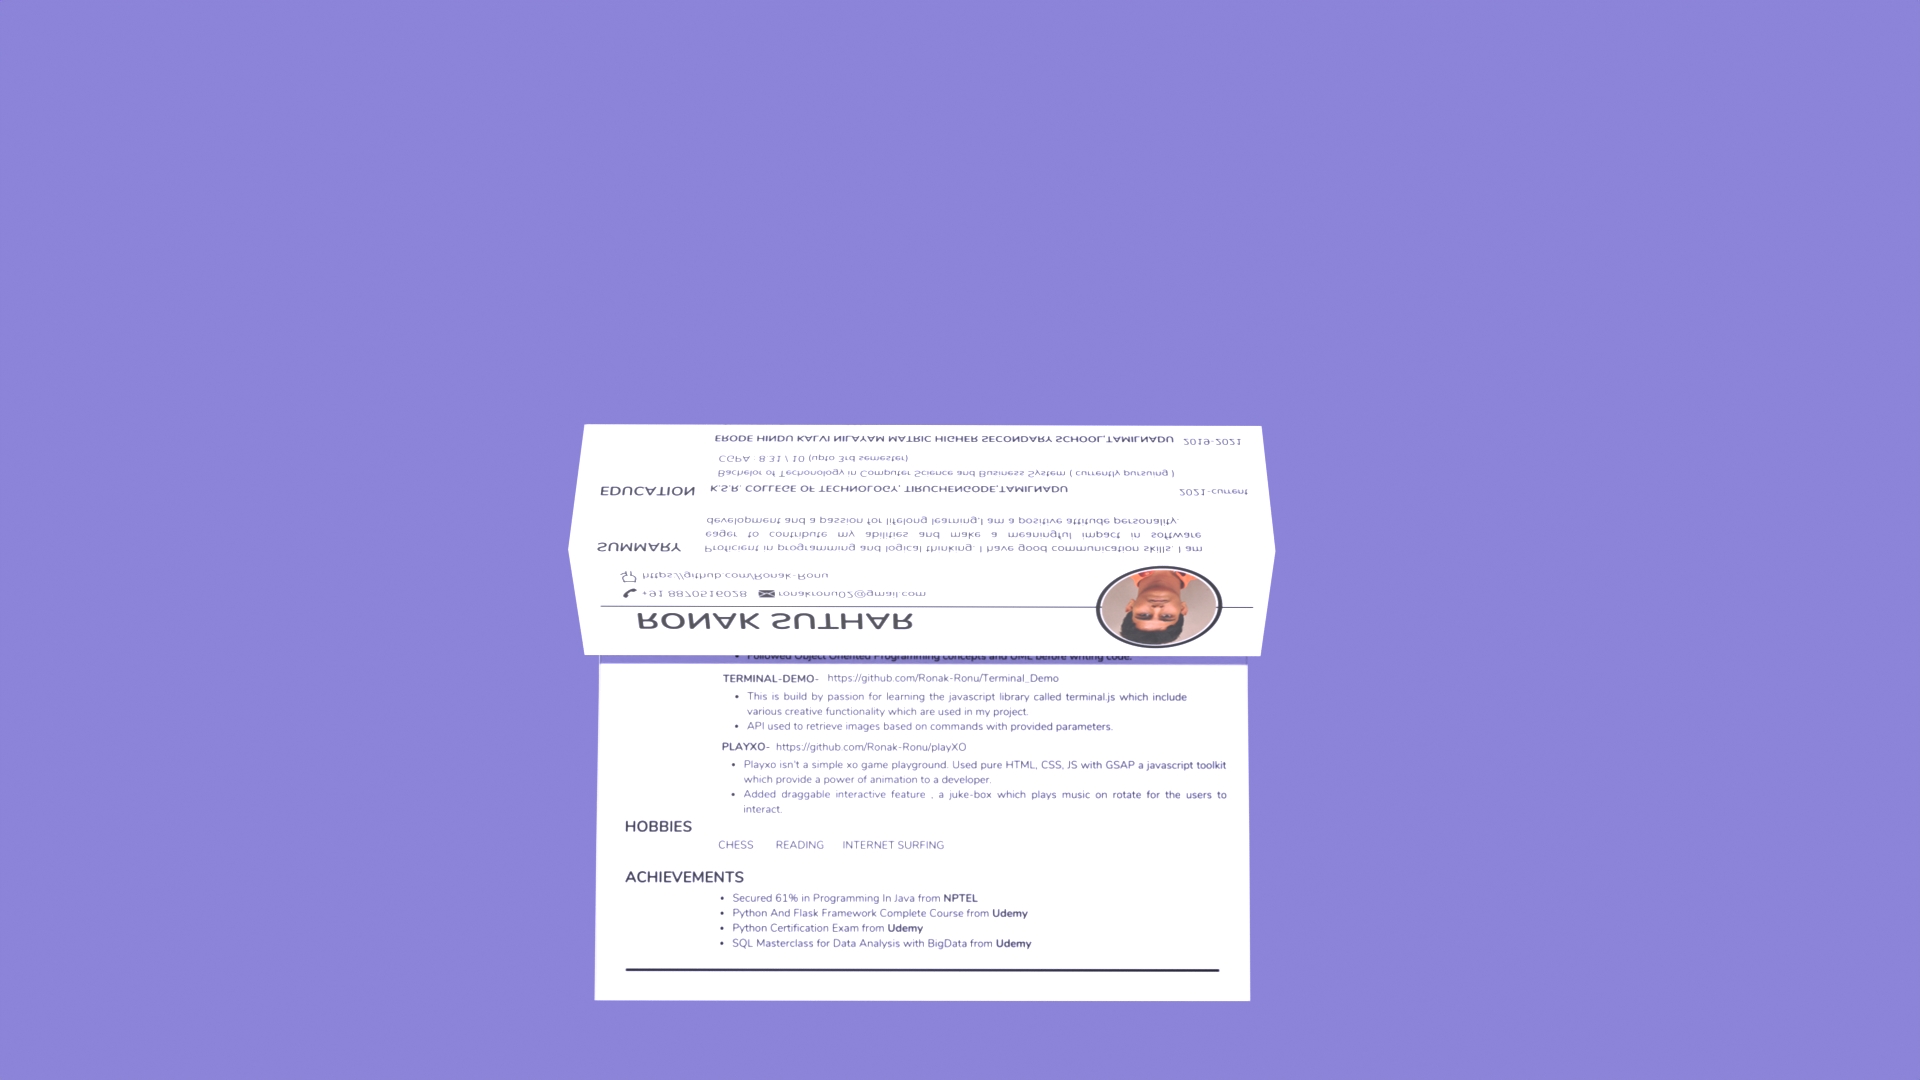 ERODE HINDU KALVI NILAYAM MATRIC HIGHER SECONDARY SCHOOL,TAMILNADU 2019-2021
CGPA : 8.31 / 10 (upto 3rd semester)
Bachelor of Techonology in Computer Science and Business System ( currently pursuing )
EDUCATION K.S.R. COLLEGE OF TECHNOLOGY, TIRUCHENGODE,TAMILNADU 2021-current
development and a passion for lifelong learning,I am a positive attitude personality.
eager to contribute my abilities and make a meaningful impact in software
SUMMARY Proficient in programming and logical thinking. I have good communication skills. I am
https://github.com/Ronak-Ronu
+91 8870516028 ronakronu02@gmail.com
RONAK SUTHAR
• Followed Object Oriented Programming concepts and UML before writing code.
TERMINAL-DEMO- https://github.com/Ronak-Ronu/Terminal_Demo
• This is build by passion for learning the javascript library called terminal.js which include
various creative functionality which are used in my project.
• API used to retrieve images based on commands with provided parameters.
PLAYXO- https://github.com/Ronak-Ronu/playXO
• Playxo isn't a simple xo game playground. Used pure HTML, CSS, JS with GSAP a javascript toolkit
which provide a power of animation to a developer.
• Added draggable interactive feature , a juke-box which plays music on rotate for the users to
interact.
HOBBIES
CHESS READING INTERNET SURFING
ACHIEVEMENTS
• Secured 61% in Programming In Java from NPTEL
• Python And Flask Framework Complete Course from Udemy
• Python Certification Exam from Udemy
• SQL Masterclass for Data Analysis with BigData from Udemy